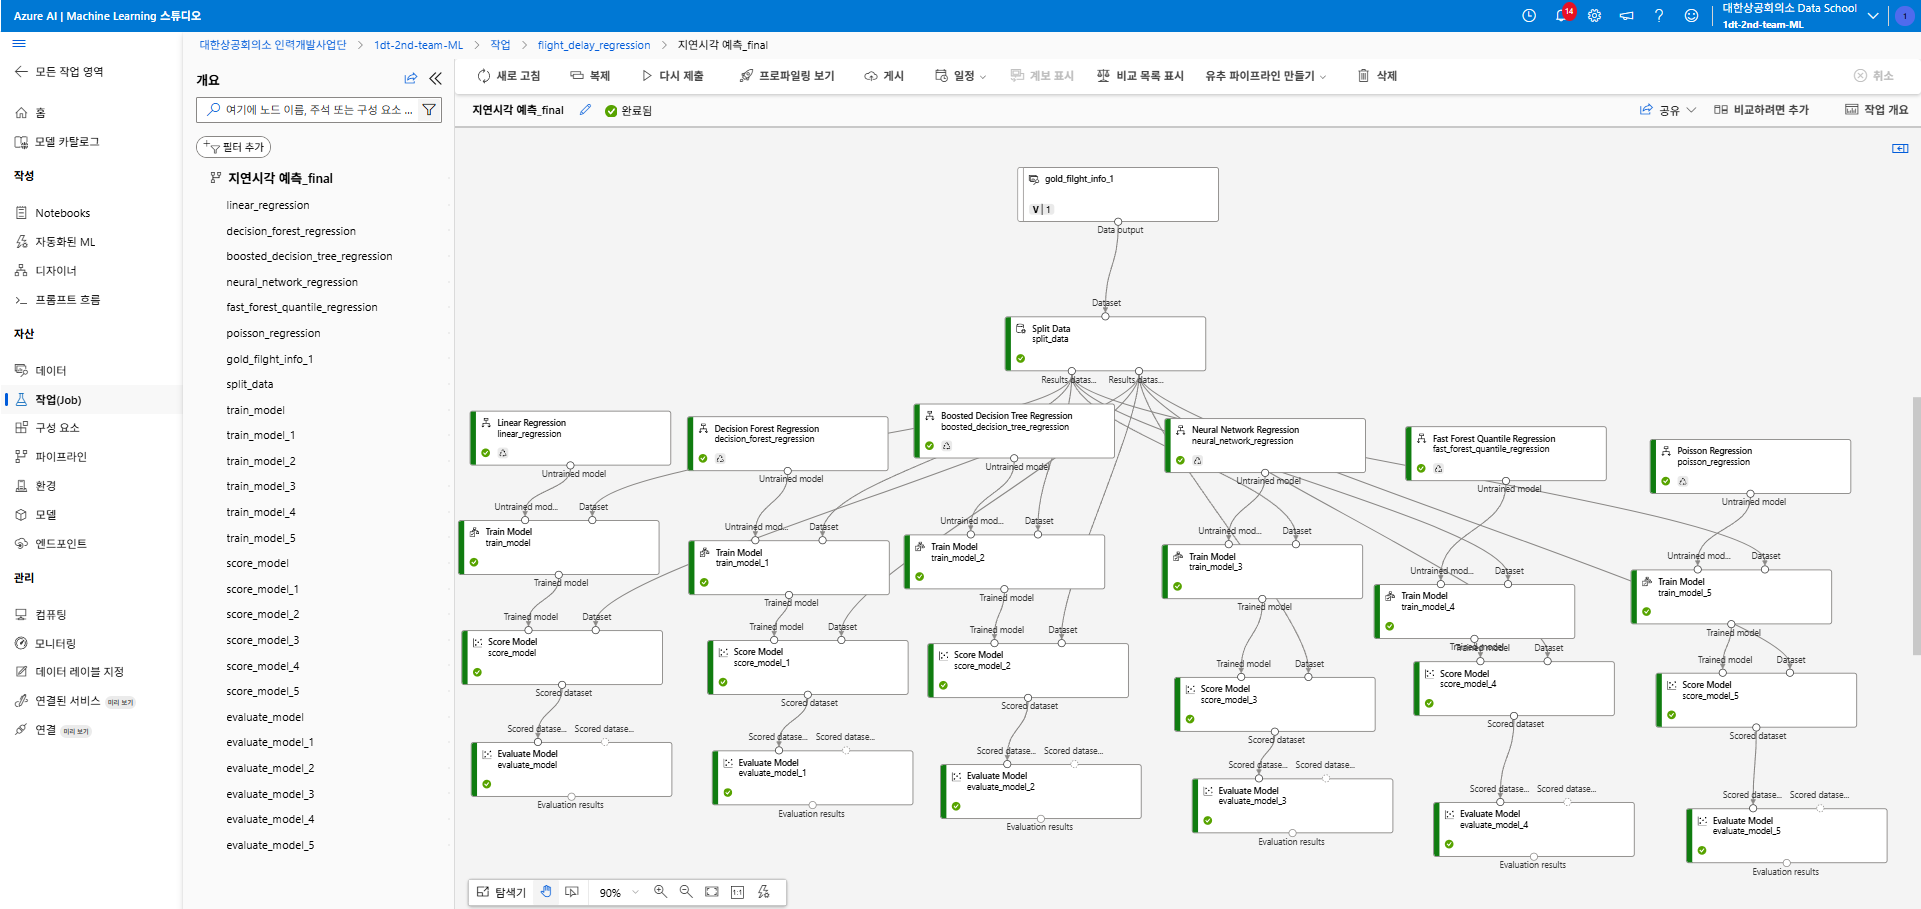 Azure AI | Machine Learning 스튜디오
14
대한상공회의소 Data School
1dt-2nd-team-ML
1
대한상공회의소 인력개발사업단 > 1dt-2nd-team-ML > 작업 > flight_delay_regression > 지연시각 예측_final
모든 작업 영역
홈
모델 카탈로그
작성
Notebooks
자동화된 ML
디자이너
프롬프트 흐름
자산
데이터
작업(Job)
구성 요소
파이프라인
환경
모델
엔드포인트
관리
컴퓨팅
모니터링
데이터 레이블 지정
연결된 서비스 미리 보기
연결 미리 보기
개요
여기에 노드 이름, 주석 또는 구성 요소 ...
필터 추가
지연시각 예측_final
linear_regression
decision_forest_regression
boosted_decision_tree_regression
neural_network_regression
fast_forest_quantile_regression
poisson_regression
gold_filght_info_1
split_data
train_model
train_model_1
train_model_2
train_model_3
train_model_4
train_model_5
score_model
score_model_1
score_model_2
score_model_3
score_model_4
score_model_5
evaluate_model
evaluate_model_1
evaluate_model_2
evaluate_model_3
evaluate_model_4
evaluate_model_5
새로 고침 복제 다시 제출 프로파일링 보기 게시 일정 계보 표시 비교 목록 표시 유추 파이프라인 만들기 삭제 취소
지연시각 예측_final 완료됨 공유 비교하려면 추가 작업 개요
gold_filght_info_1
V | 1
Data output
Dataset
Split Data
split_data
Results datas... Results datas...
Linear Regression
linear_regression
Untrained model
Untrained mod... Dataset
Train Model
train_model
Trained model
Trained model Dataset
Score Model
score_model
Scored dataset
Scored datase... Scored datase...
Evaluate Model
evaluate_model
Evaluation results
Decision Forest Regression
decision_forest_regression
Untrained model
Untrained mod... Dataset
Train Model
train_model_1
Trained model
Trained model Dataset
Score Model
score_model_1
Scored dataset
Scored datase... Scored datase...
Evaluate Model
evaluate_model_1
Evaluation results
Boosted Decision Tree Regression
boosted_decision_tree_regression
Untrained model
Untrained mod... Dataset
Train Model
train_model_2
Trained model
Trained model Dataset
Score Model
score_model_2
Scored dataset
Scored datase... Scored datase...
Evaluate Model
evaluate_model_2
Evaluation results
Neural Network Regression
neural_network_regression
Untrained model
Untrained mod... Dataset
Train Model
train_model_3
Trained model
Trained model Dataset
Score Model
score_model_3
Scored dataset
Scored datase... Scored datase...
Evaluate Model
evaluate_model_3
Evaluation results
Fast Forest Quantile Regression
fast_forest_quantile_regression
Untrained model
Untrained mod... Dataset
Train Model
train_model_4
Trained model
Trained model Dataset
Score Model
score_model_4
Scored dataset
Scored datase... Scored datase...
Evaluate Model
evaluate_model_4
Evaluation results
Poisson Regression
poisson_regression
Untrained model
Untrained mod... Dataset
Train Model
train_model_5
Trained model
Trained model Dataset
Score Model
score_model_5
Scored dataset
Scored datase... Scored datase...
Evaluate Model
evaluate_model_5
Evaluation results
탐색기 90% 1:1